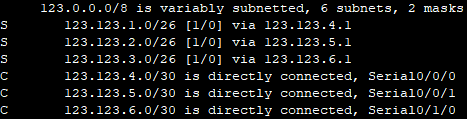 123.0.0.0/8 is variably subnetted, 6 subnets, 2 masks
S 123.123.1.0/26 [1/0] via 123.123.4.1
S 123.123.2.0/26 [1/0] via 123.123.5.1
S 123.123.3.0/26 [1/0] via 123.123.6.1
C 123.123.4.0/30 is directly connected, Serial0/0/0
C 123.123.5.0/30 is directly connected, Serial0/0/1
C 123.123.6.0/30 is directly connected, Serial0/1/0